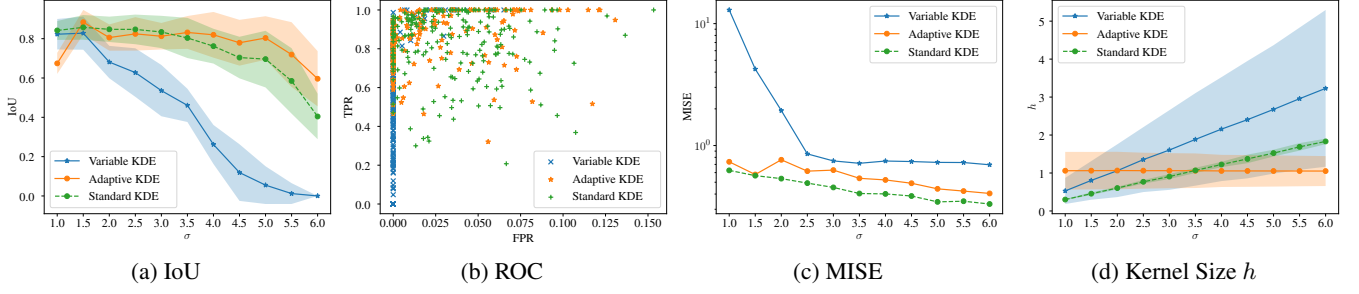 0.8
0.6
0.4
0.2
0.0
IoU
Variable KDE
Adaptive KDE
Standard KDE
1.0 1.5 2.0 2.5 3.0 3.5 4.0 4.5 5.0 5.5 6.0
σ
(a) IoU
1.0
0.8
0.6
0.4
0.2
0.0
TPR
Variable KDE
Adaptive KDE
Standard KDE
0.000 0.025 0.050 0.075 0.100 0.125 0.150
FPR
(b) ROC
10¹
10⁰
MISE
Variable KDE
Adaptive KDE
Standard KDE
1.0 1.5 2.0 2.5 3.0 3.5 4.0 4.5 5.0 5.5 6.0
σ
(c) MISE
5
4
3
2
1
0
h
Variable KDE
Adaptive KDE
Standard KDE
1.0 1.5 2.0 2.5 3.0 3.5 4.0 4.5 5.0 5.5 6.0
σ
(d) Kernel Size h